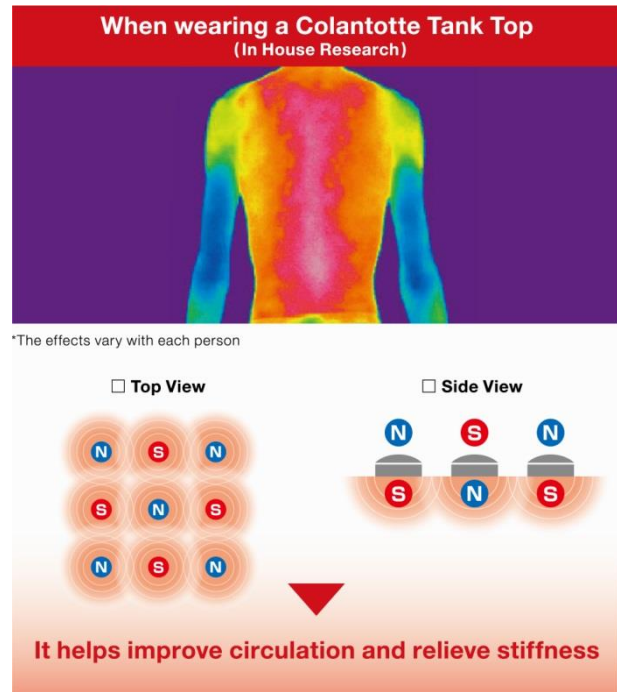 When wearing a Colantotte Tank Top
(In House Research)
*The effects vary with each person
Top View
Side View
N S N
N S N
S N S
S N S
N S N
It helps improve circulation and relieve stiffness